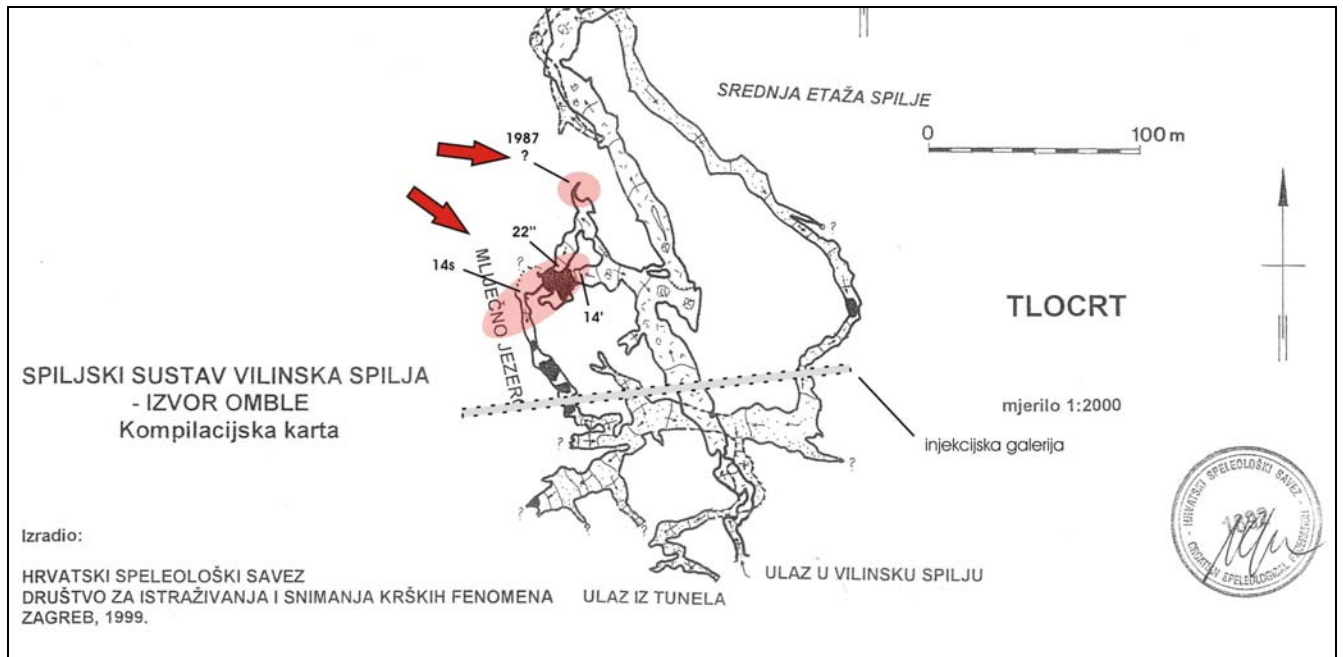 SREDNJA ETAŽA SPILJE
0 100 m
1987
?
22''
14s
?
MLIJEČNO JEZERO
14'
?
TLOCRT
SPILJSKI SUSTAV VILINSKA SPILJA
- IZVOR OMBLE
Kompilacijska karta
mjerilo 1:2000
injekcijska galerija
?
?
?
?
Izradio:
HRVATSKI SPELEOLOŠKI SAVEZ
DRUŠTVO ZA ISTRAŽIVANJA I SNIMANJA KRŠKIH FENOMENA
ZAGREB, 1999.
ULAZ U VILINSKU SPILJU
ULAZ IZ TUNELA
HRVATSKI SPELEOLOŠKI SAVEZ
CROATIAN SPELEOLOGICAL